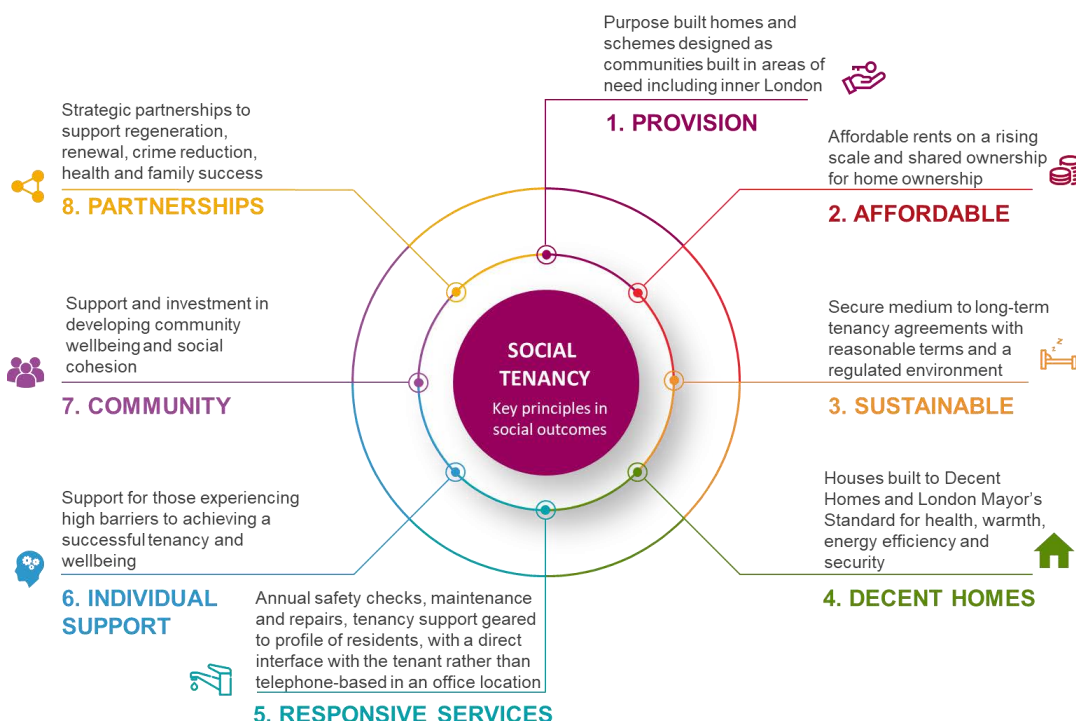 Purpose built homes and
schemes designed as
communities built in areas of
need including inner London
1. PROVISION
Affordable rents on a rising
scale and shared ownership
for home ownership
2. AFFORDABLE
Secure medium to long-term
tenancy agreements with
reasonable terms and a
regulated environment
3. SUSTAINABLE
Houses built to Decent
Homes and London Mayor's
Standard for health, warmth,
energy efficiency and
security
4. DECENT HOMES
Annual safety checks, maintenance
and repairs, tenancy support geared
to profile of residents, with a direct
interface with the tenant rather than
telephone-based in an office location
5. RESPONSIVE SERVICES
Support for those experiencing
high barriers to achieving a
successful tenancy and
wellbeing
6. INDIVIDUAL
SUPPORT
Support and investment in
developing community
wellbeing and social
cohesion
7. COMMUNITY
Strategic partnerships to
support regeneration,
renewal, crime reduction,
health and family success
8. PARTNERSHIPS
SOCIAL
TENANCY
Key principles in
social outcomes
z z